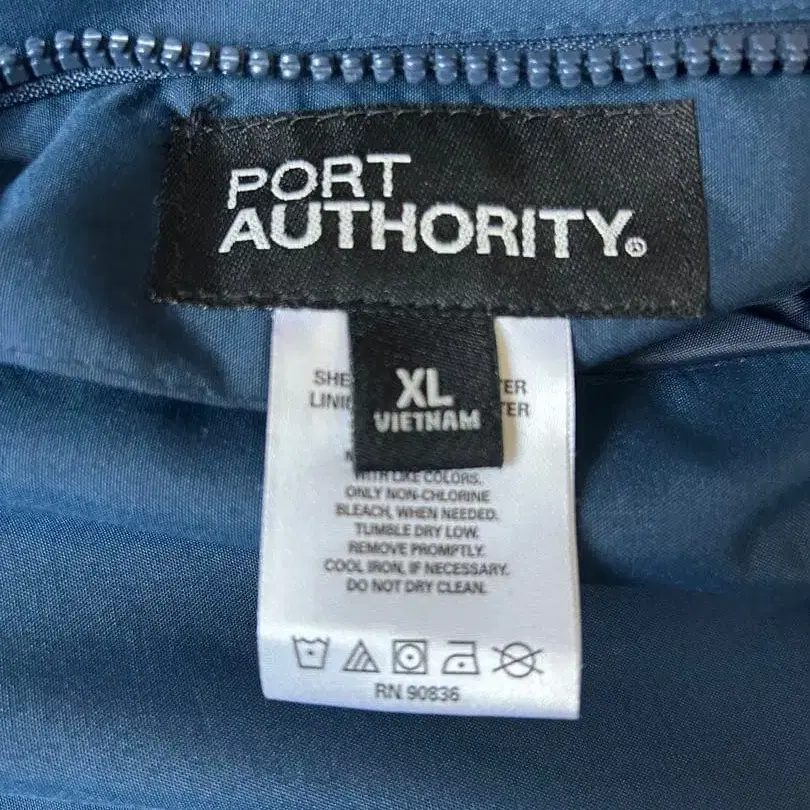 PORT
AUTHORITY®
XL
VIETNAM
WITH LIKE COLORS.
ONLY NON-CHLORINE
BLEACH, WHEN NEEDED.
TUMBLE DRY LOW.
REMOVE PROMPTLY.
COOL IRON, IF NECESSARY.
DO NOT DRY CLEAN.
RN 90836